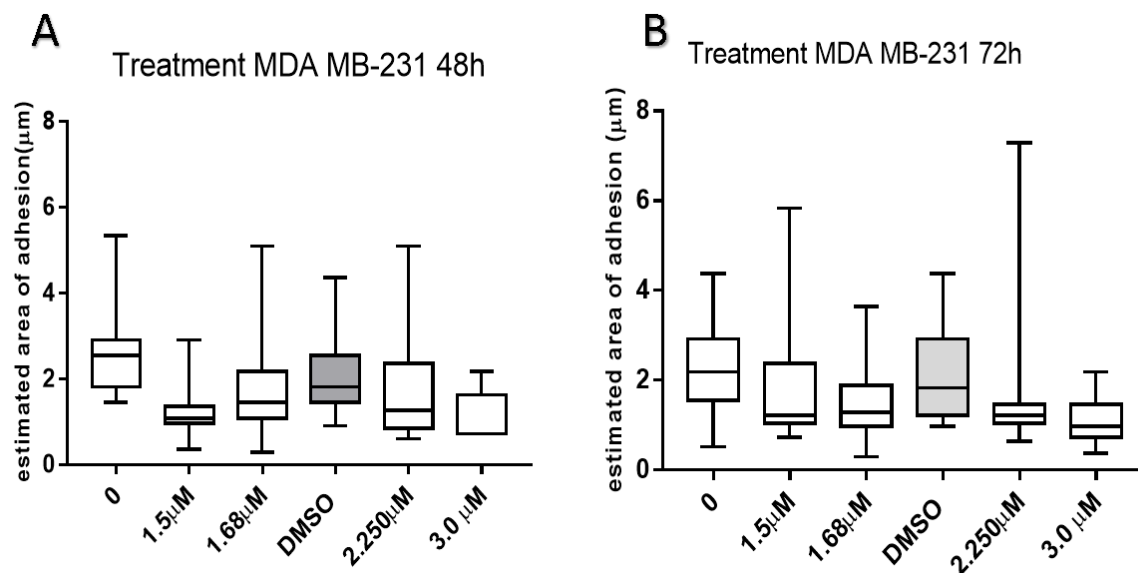 A
Treatment MDA MB-231 48h
estimated area of adhesion(μm)
8
6
4
2
0
0
1.5μM
1.68μM
DMSO
2.250μM
3.0 μM
B
Treatment MDA MB-231 72h
estimated area of adhesion (μm)
8
6
4
2
0
0
1.5μM
1.68μM
DMSO
2.250μM
3.0 μM